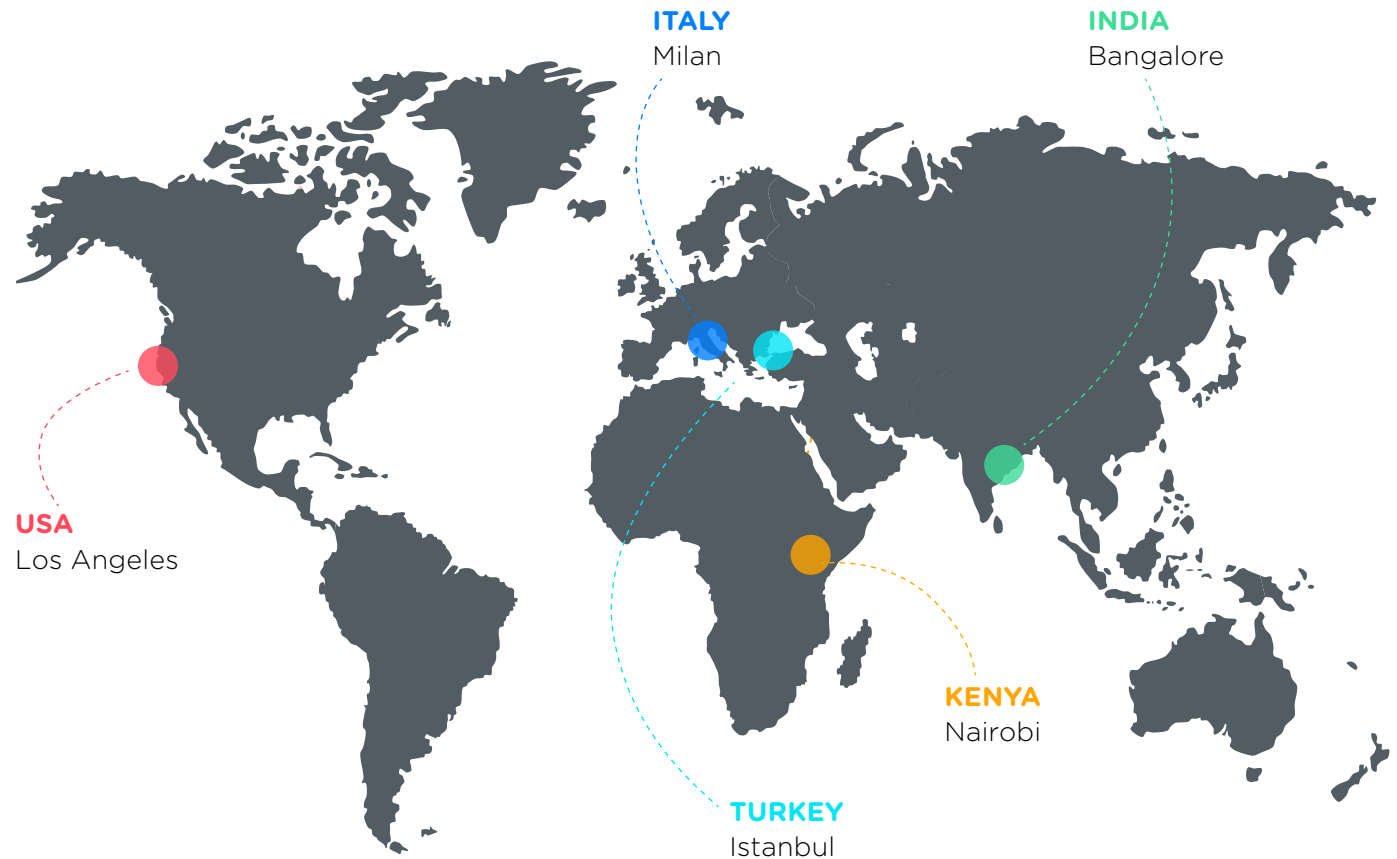 ITALY
Milan
INDIA
Bangalore
USA
Los Angeles
KENYA
Nairobi
TURKEY
Istanbul